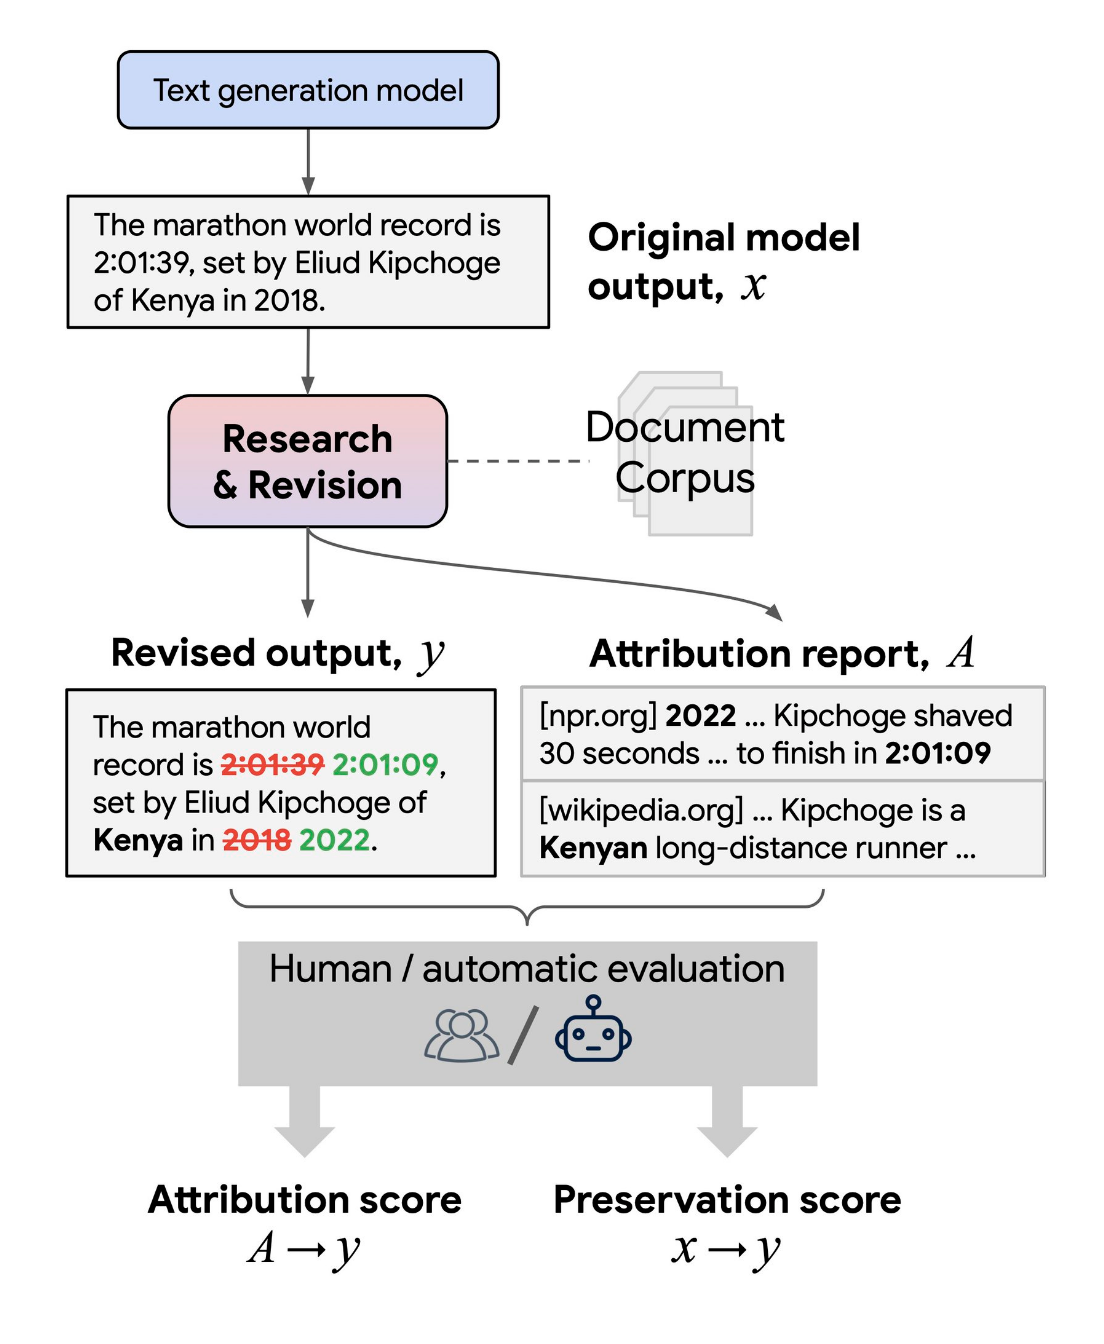 Text generation model
The marathon world record is
2:01:39, set by Eliud Kipchoge
of Kenya in 2018.
Original model
output, x
Research
& Revision
Document
Corpus
Revised output, y
The marathon world
record is 2:01:39 2:01:09,
set by Eliud Kipchoge of
Kenya in 2018 2022.
Attribution report, A
[npr.org] 2022 ... Kipchoge shaved
30 seconds ... to finish in 2:01:09
[wikipedia.org] ... Kipchoge is a
Kenyan long-distance runner ...
Human / automatic evaluation
/
Attribution score
A → y
Preservation score
x → y